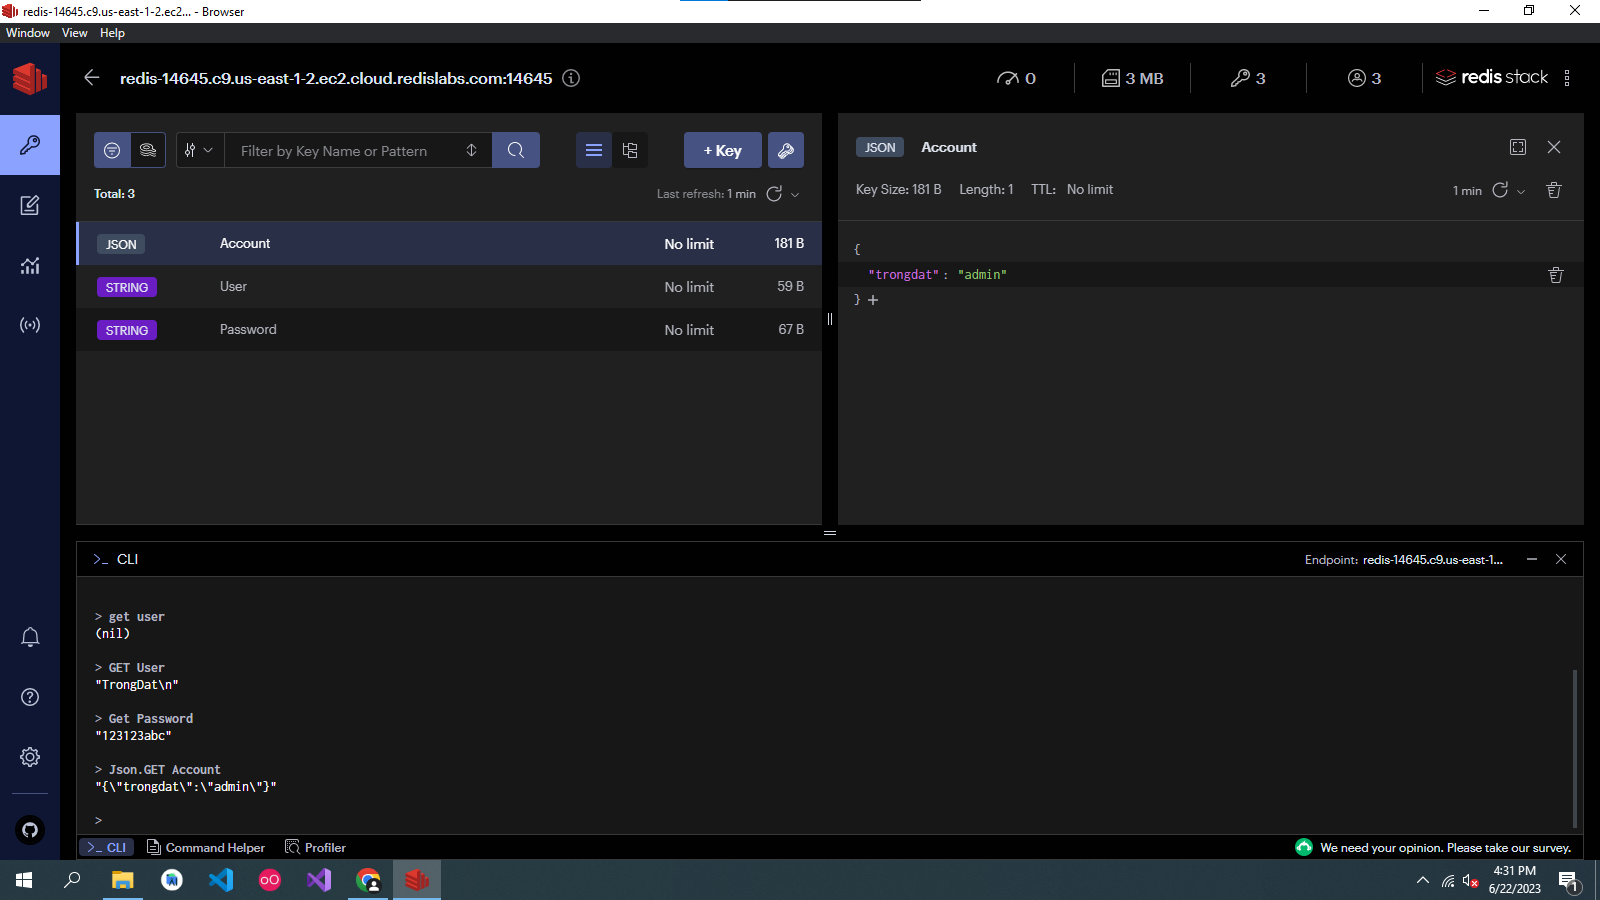 redis-14645.c9.us-east-1-2.ec2... - Browser
Window View Help
redis-14645.c9.us-east-1-2.ec2.cloud.redislabs.com:14645
0
3 MB
3
3
redis stack
Filter by Key Name or Pattern
+ Key
Total: 3
Last refresh: 1 min
JSON Account No limit 181 B
STRING User No limit 59 B
STRING Password No limit 67 B
JSON Account
Key Size: 181 B Length: 1 TTL: No limit
1 min
{
"trongdat" : "admin"
} +
>_ CLI
Endpoint: redis-14645.c9.us-east-1...
> get user
(nil)
> GET User
"TrongDat\n"
> Get Password
"123123abc"
> Json.GET Account
"{\"trongdat\":\"admin\"}"
>
>_ CLI Command Helper Profiler
We need your opinion. Please take our survey.
4:31 PM
6/22/2023
1